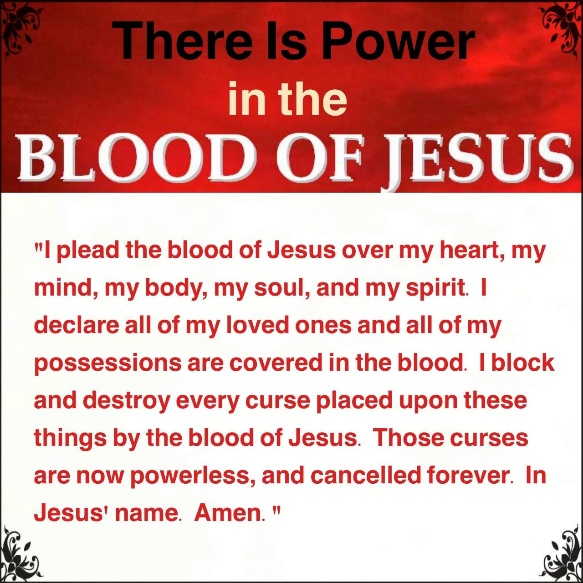 There Is Power
in the
BLOOD OF JESUS
"I plead the blood of Jesus over my heart, my
mind, my body, my soul, and my spirit. I
declare all of my loved ones and all of my
possessions are covered in the blood. I block
and destroy every curse placed upon these
things by the blood of Jesus. Those curses
are now powerless, and cancelled forever. In
Jesus' name. Amen. "